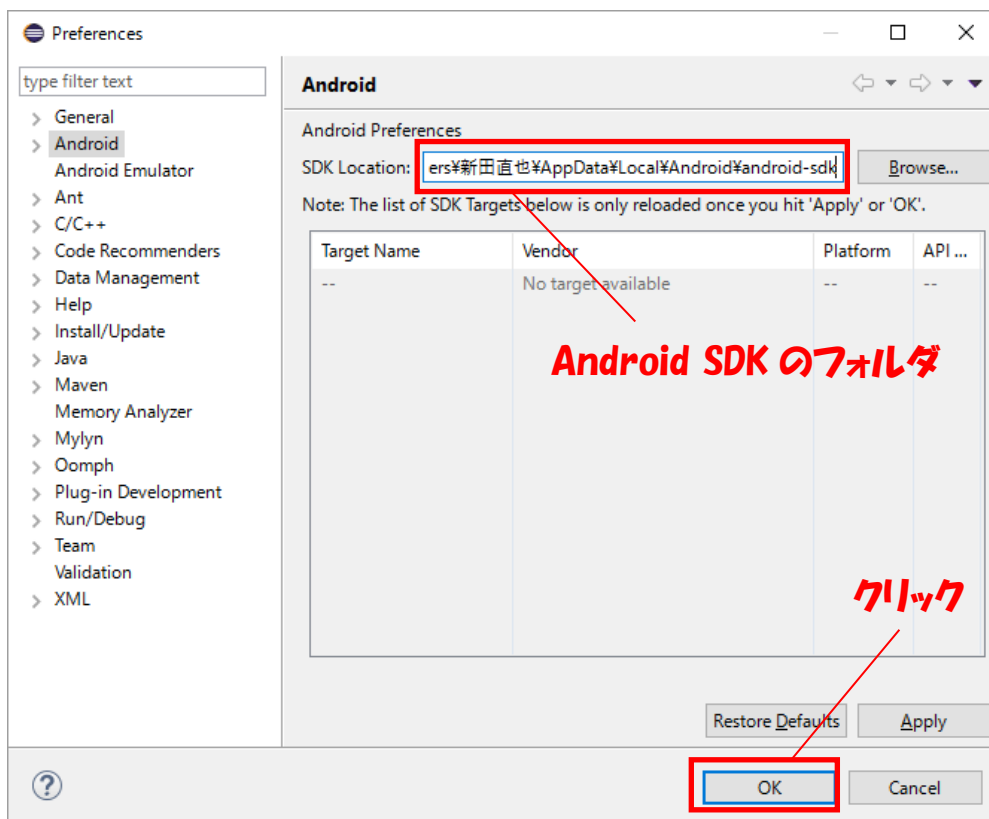 Preferences
type filter text
General
Android
Android Emulator
Ant
C/C++
Code Recommenders
Data Management
Help
Install/Update
Java
Maven
Memory Analyzer
Mylyn
Oomph
Plug-in Development
Run/Debug
Team
Validation
XML
Android
Android Preferences
SDK Location: ers¥新田直也¥AppData¥Local¥Android¥android-sdk Browse...
Note: The list of SDK Targets below is only reloaded once you hit 'Apply' or 'OK'.
Target Name Vendor Platform API ...
-- No target available -- --
Android SDK のフォルダ
クリック
Restore Defaults Apply
? OK Cancel